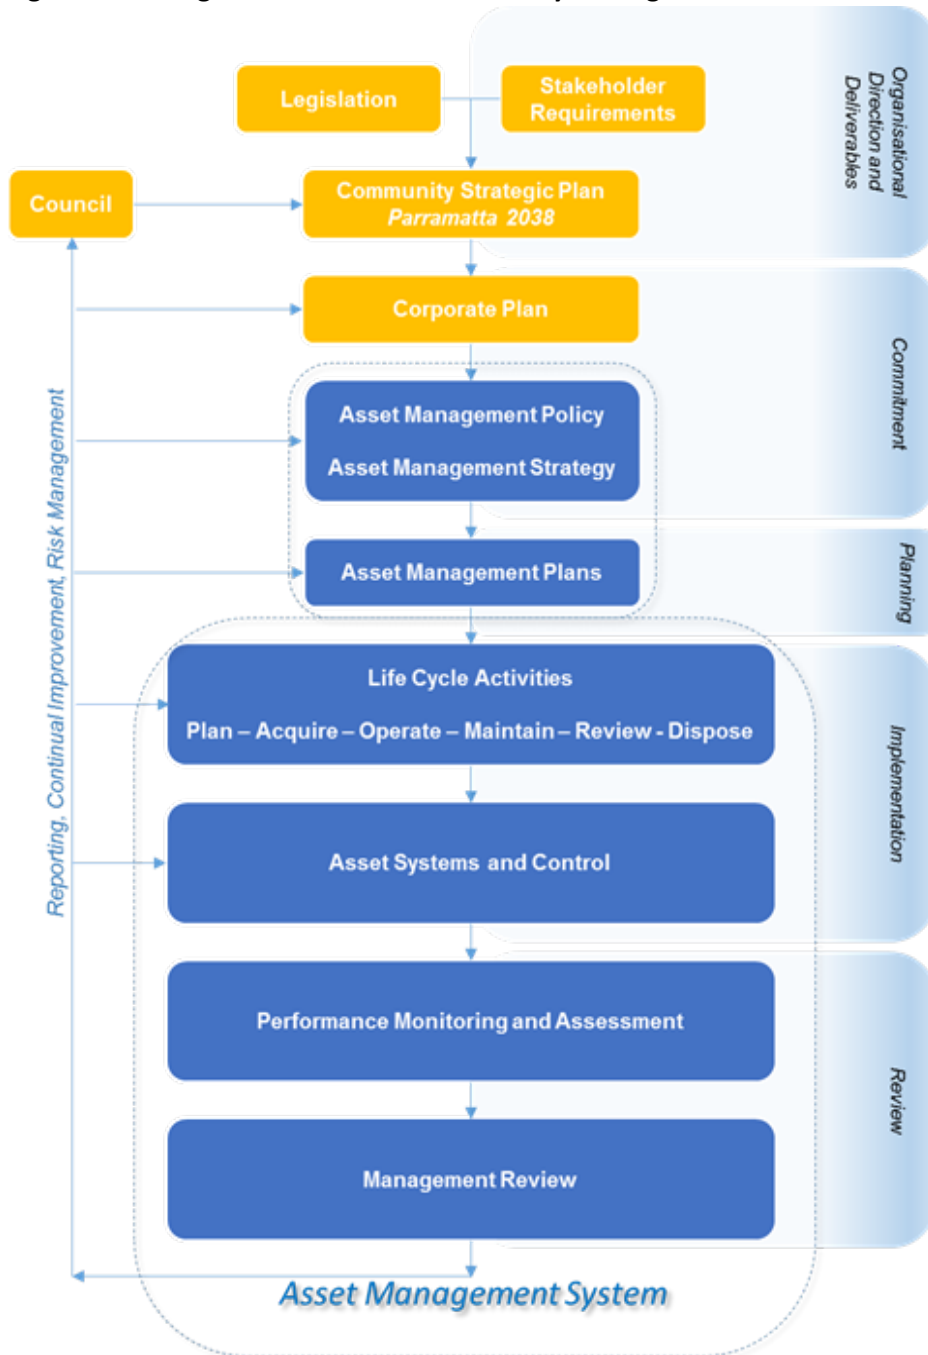 Legislation
Stakeholder
Requirements
Organisational
Direction and
Deliverables
Council
Community Strategic Plan
Parramatta 2038
Corporate Plan
Commitment
Asset Management Policy
Asset Management Strategy
Asset Management Plans
Planning
Reporting, Continual Improvement, Risk Management
Life Cycle Activities
Plan – Acquire – Operate – Maintain – Review - Dispose
Implementation
Asset Systems and Control
Performance Monitoring and Assessment
Review
Management Review
Asset Management System